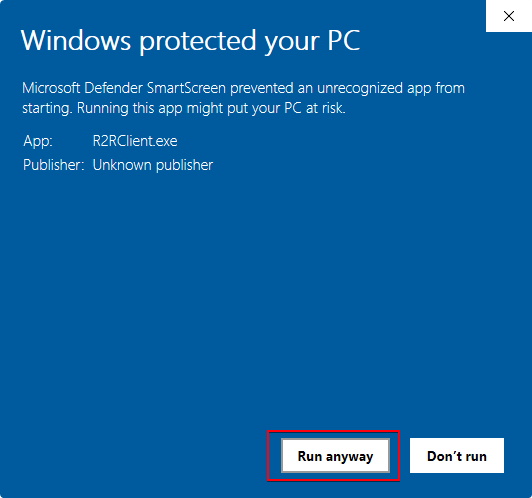 Windows protected your PC
Microsoft Defender SmartScreen prevented an unrecognized app from
starting. Running this app might put your PC at risk.
App: R2RClient.exe
Publisher: Unknown publisher
Run anyway Don’t run